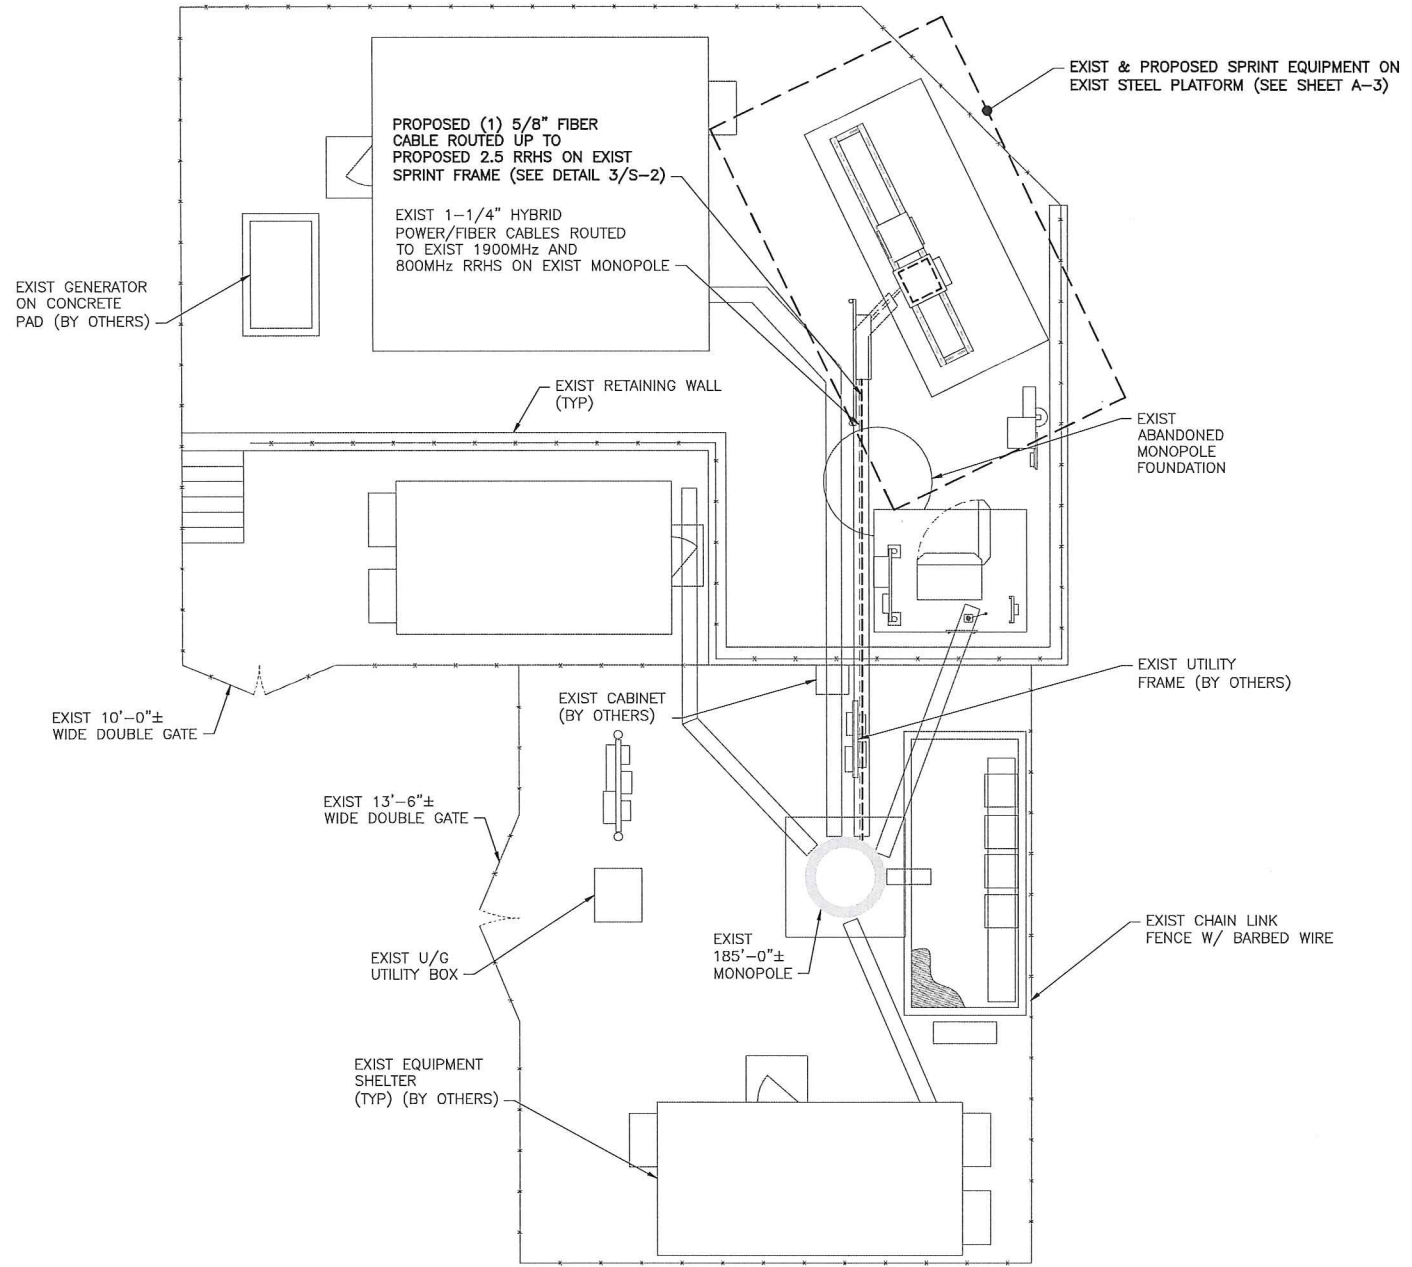 EXIST & PROPOSED SPRINT EQUIPMENT ON
EXIST STEEL PLATFORM (SEE SHEET A-3)
PROPOSED (1) 5/8" FIBER
CABLE ROUTED UP TO
PROPOSED 2.5 RRHS ON EXIST
SPRINT FRAME (SEE DETAIL 3/S-2)
EXIST 1-1/4" HYBRID
POWER/FIBER CABLES ROUTED
TO EXIST 1900MHz AND
800MHz RRHS ON EXIST MONOPOLE
EXIST GENERATOR
ON CONCRETE
PAD (BY OTHERS)
EXIST RETAINING WALL
(TYP)
EXIST
ABANDONED
MONOPOLE
FOUNDATION
EXIST UTILITY
FRAME (BY OTHERS)
EXIST CABINET
(BY OTHERS)
EXIST 10'-0"±
WIDE DOUBLE GATE
EXIST 13'-6"±
WIDE DOUBLE GATE
EXIST CHAIN LINK
FENCE W/ BARBED WIRE
EXIST
185'-0"±
MONOPOLE
EXIST U/G
UTILITY BOX
EXIST EQUIPMENT
SHELTER
(TYP) (BY OTHERS)